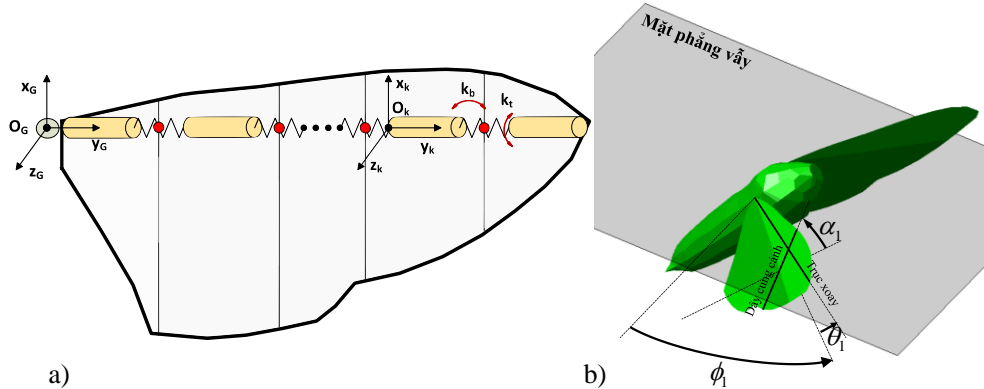 x_G
O_G
y_G
z_G
x_k
O_k
y_k
z_k
k_b
k_t
a)
Mặt phẳng vẫy
α_1
Dây cung cánh
Trục xoay
θ_1
ϕ_1
b)